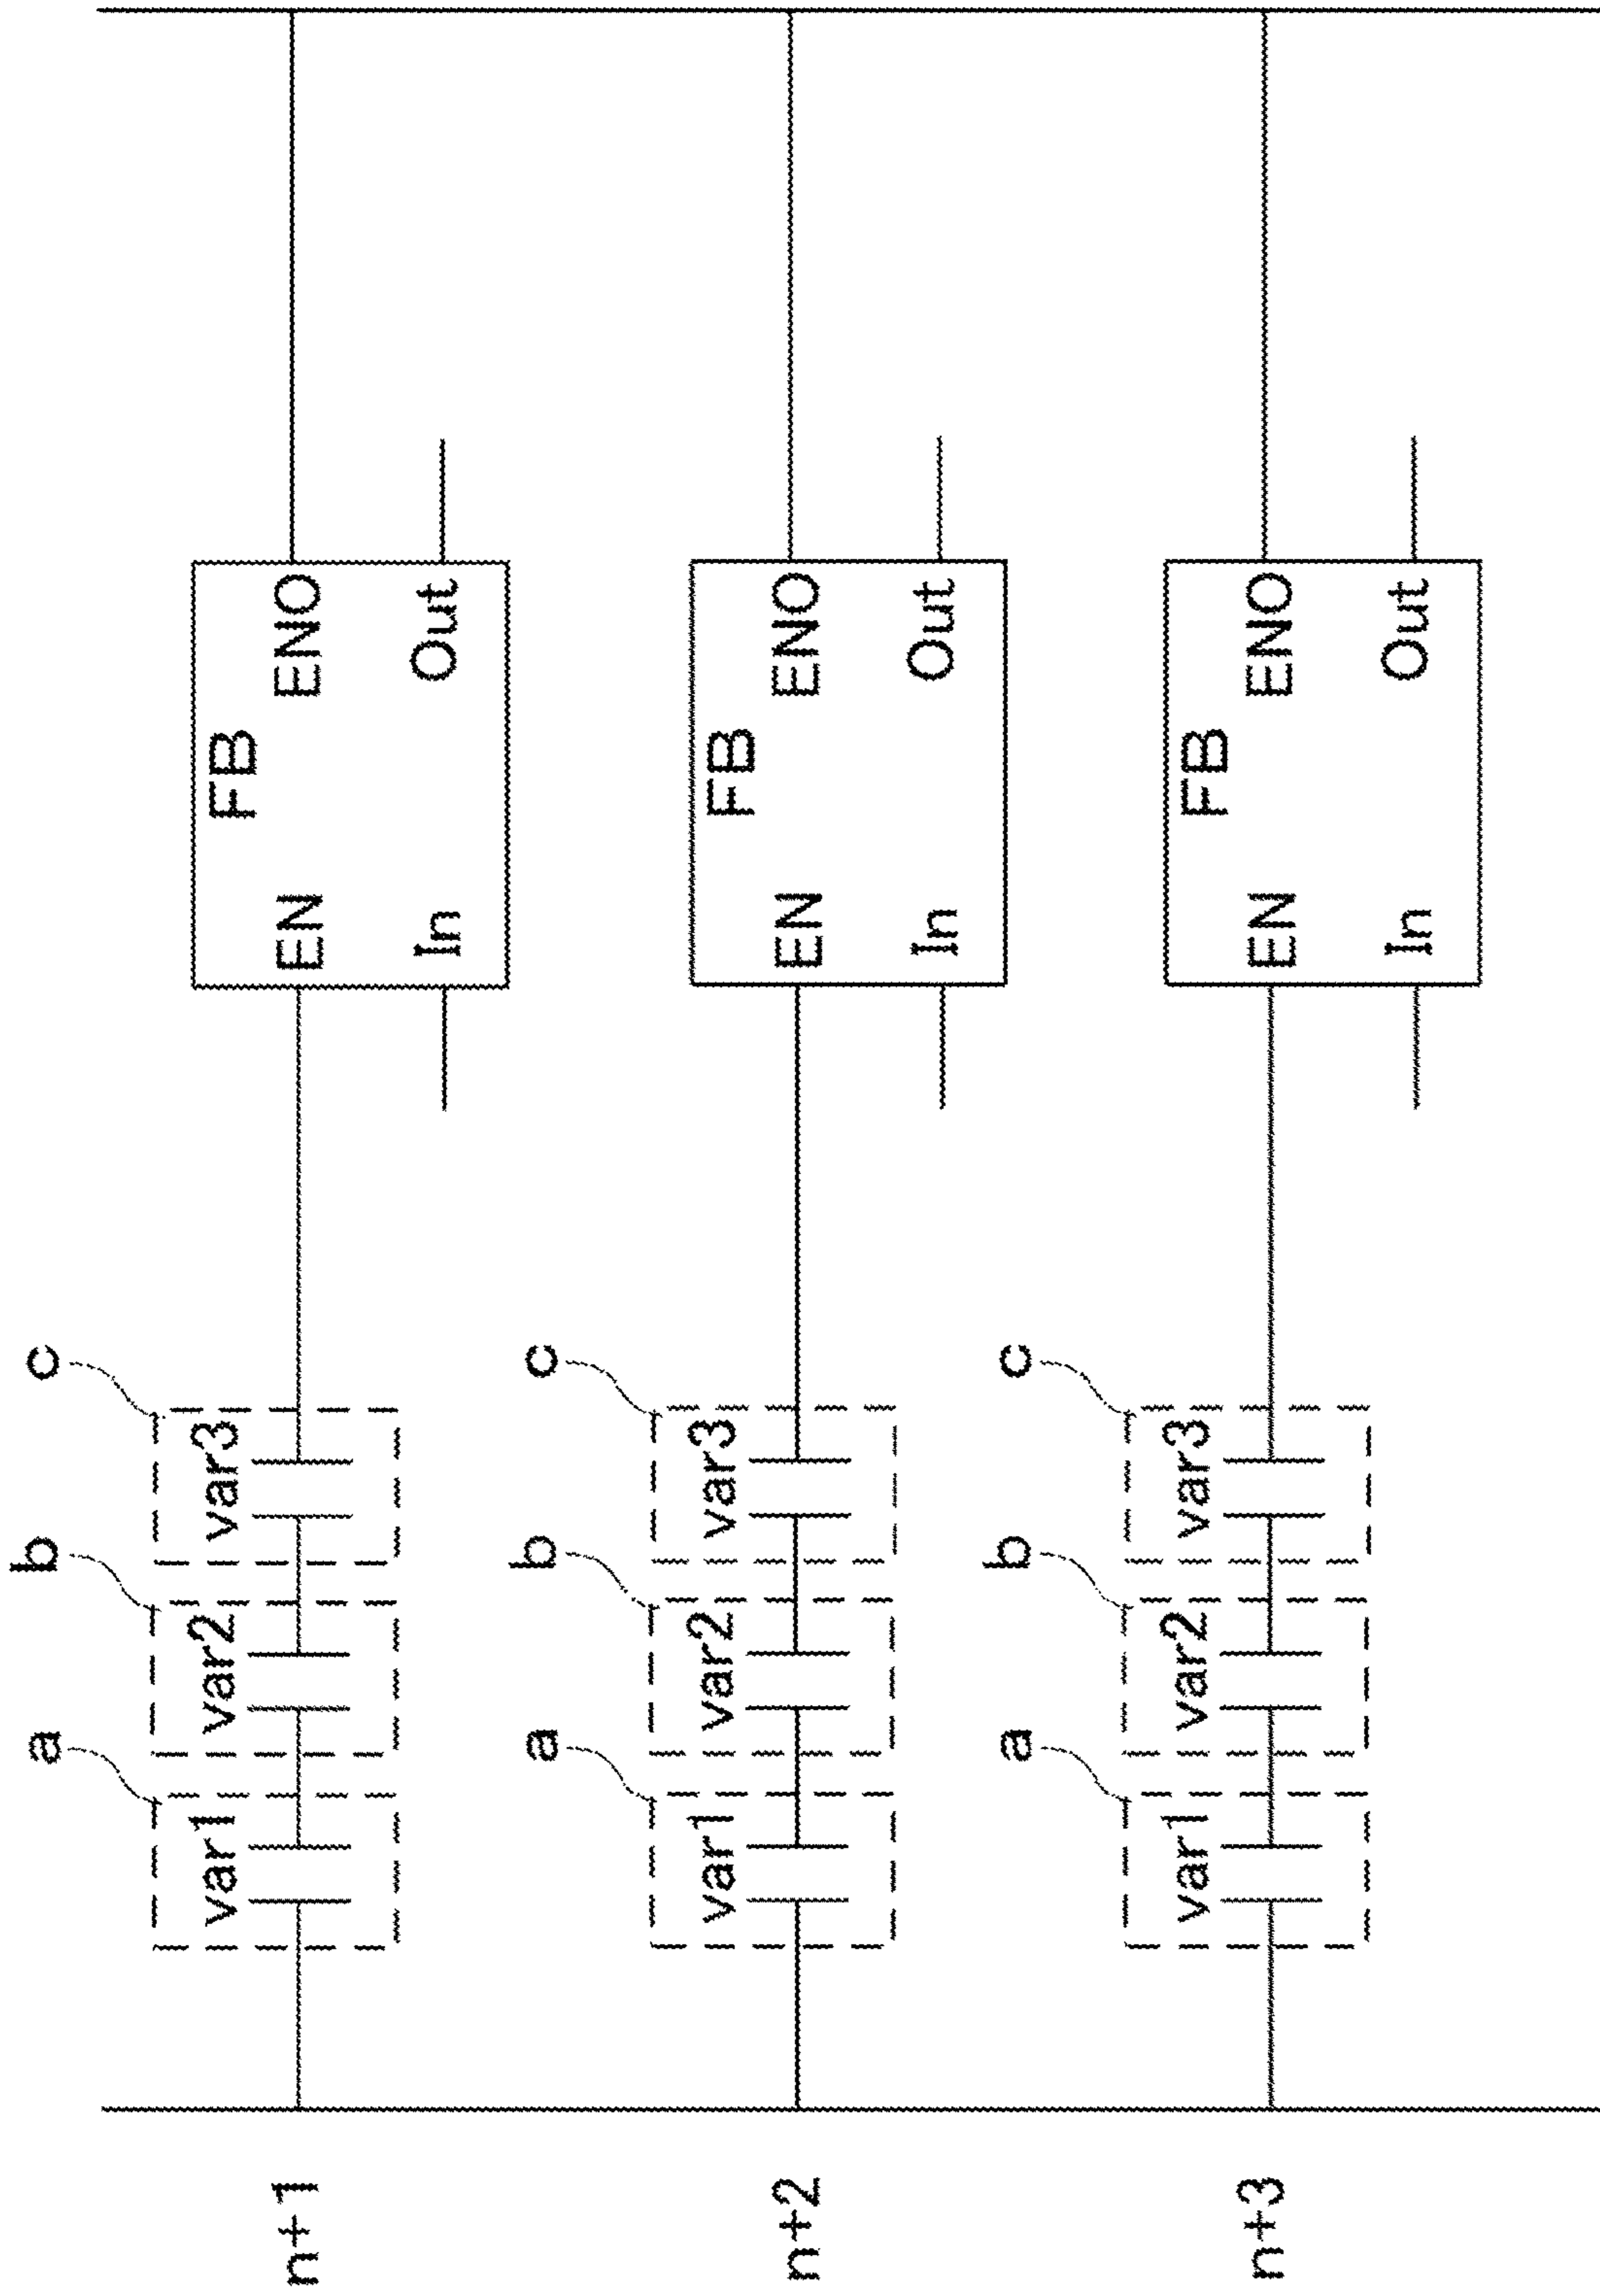 a b c
var1 var2 var3
FB
n+1
EN ENO
In Out
a b c
var1 var2 var3
FB
n+2
EN ENO
In Out
a b c
var1 var2 var3
FB
n+3
EN ENO
In Out